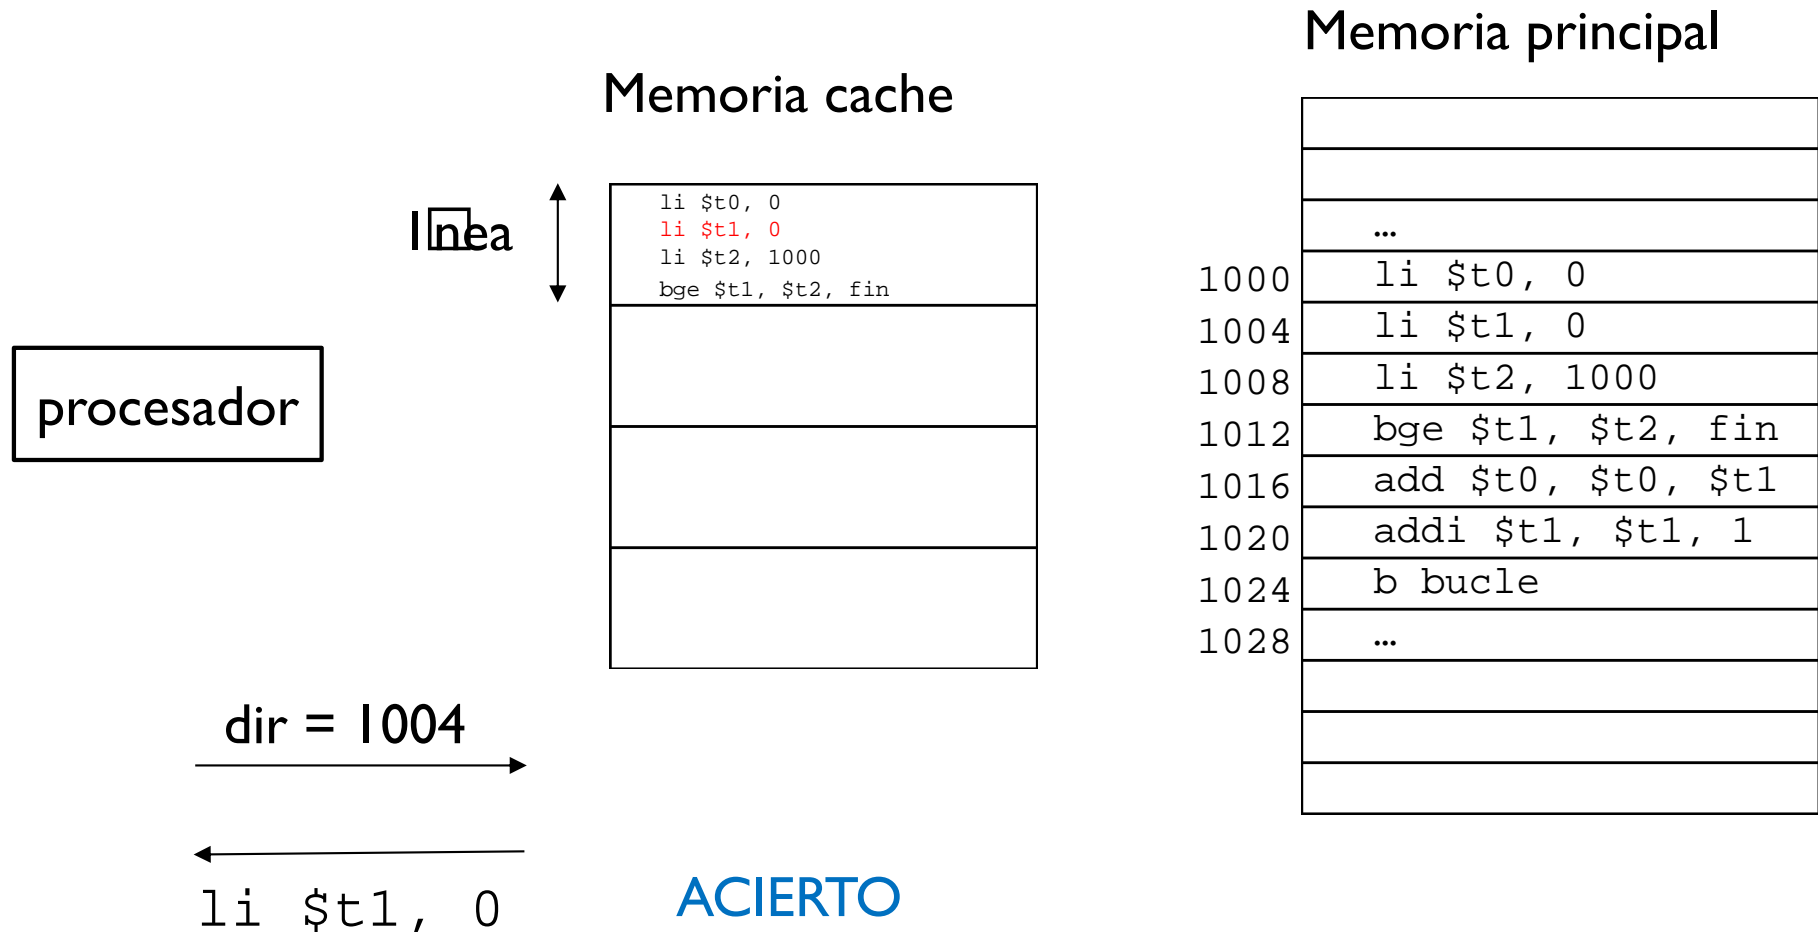 Memoria principal
Memoria cache
li $t0, 0
li $t1, 0
li $t2, 1000
bge $t1, $t2, fin
procesador
…
1000 li $t0, 0
1004 li $t1, 0
1008 li $t2, 1000
1012 bge $t1, $t2, fin
1016 add $t0, $t0, $t1
1020 addi $t1, $t1, 1
1024 b bucle
1028 …
dir = 1004
li $t1, 0
ACIERTO